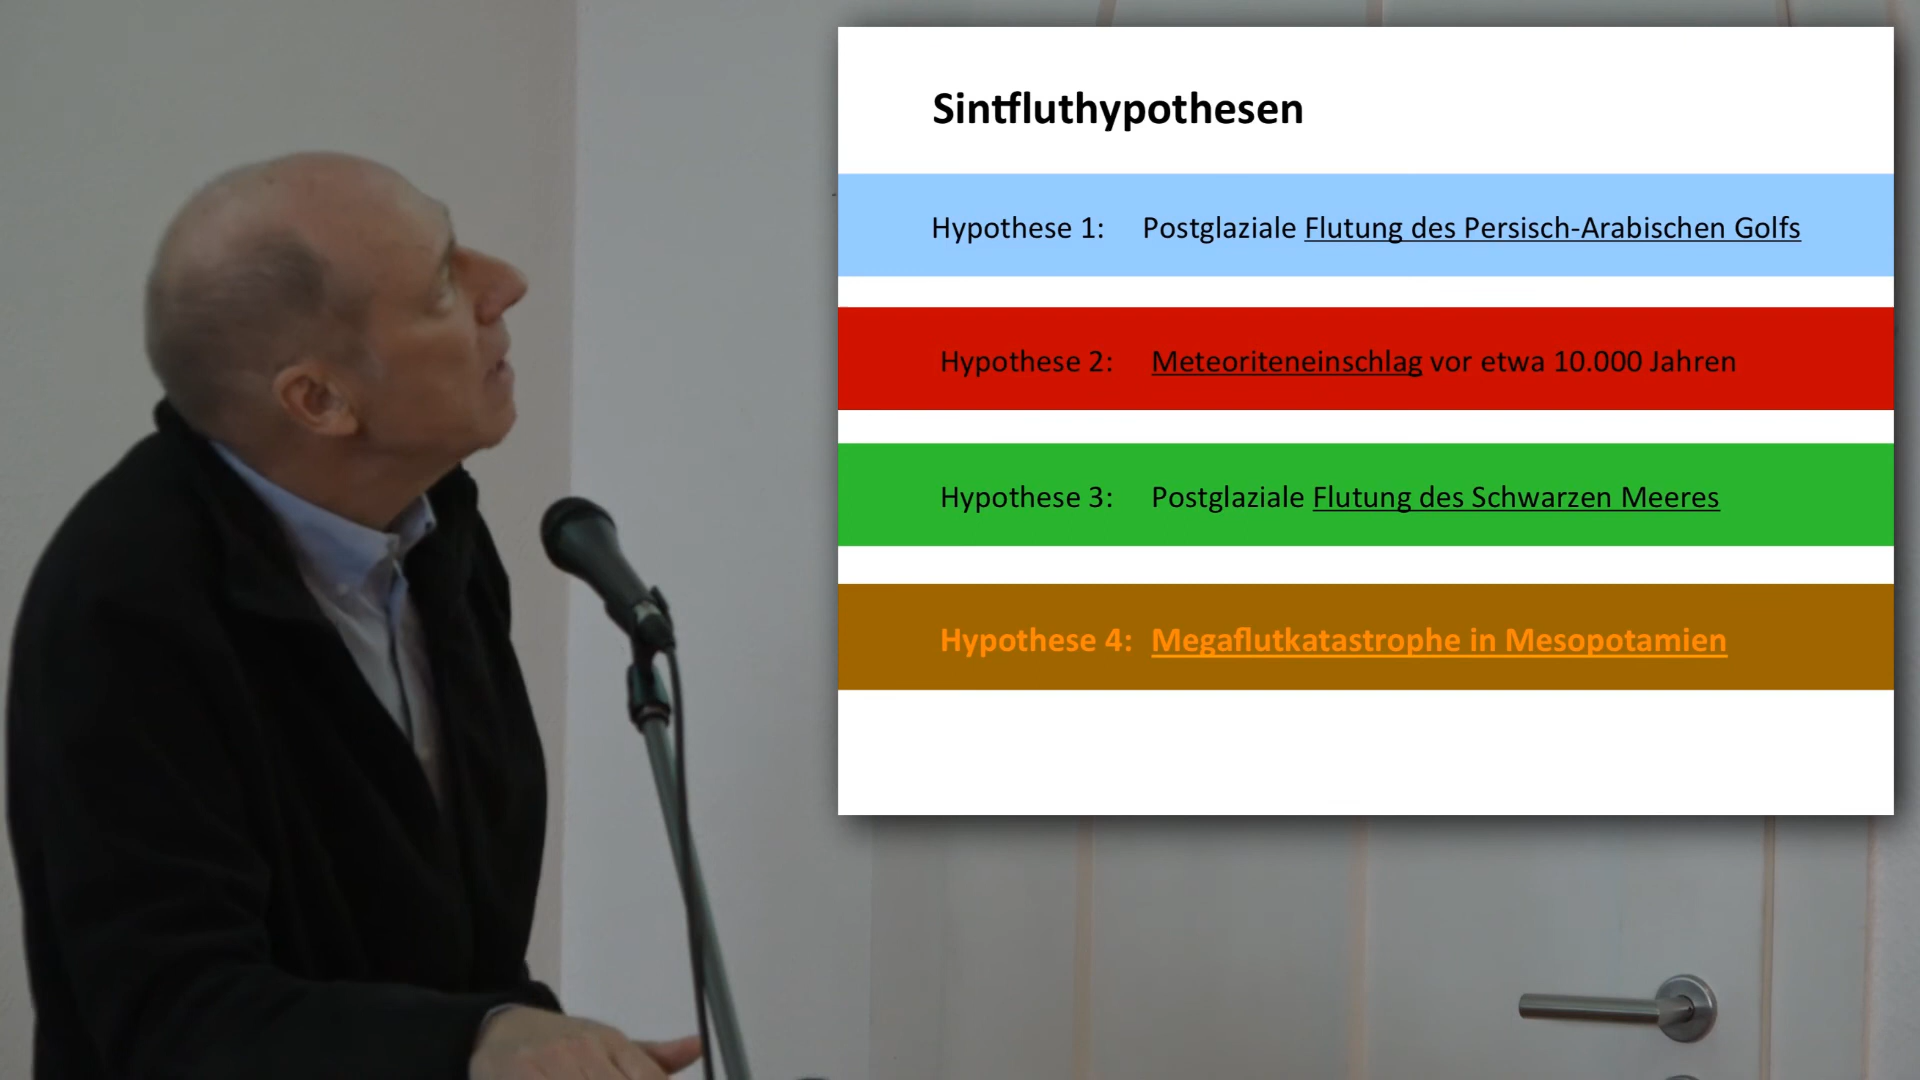 Sintfluthypothesen
Hypothese 1: Postglaziale Flutung des Persisch-Arabischen Golfs
Hypothese 2: Meteoriteneinschlag vor etwa 10.000 Jahren
Hypothese 3: Postglaziale Flutung des Schwarzen Meeres
Hypothese 4: Megaflutkatastrophe in Mesopotamien